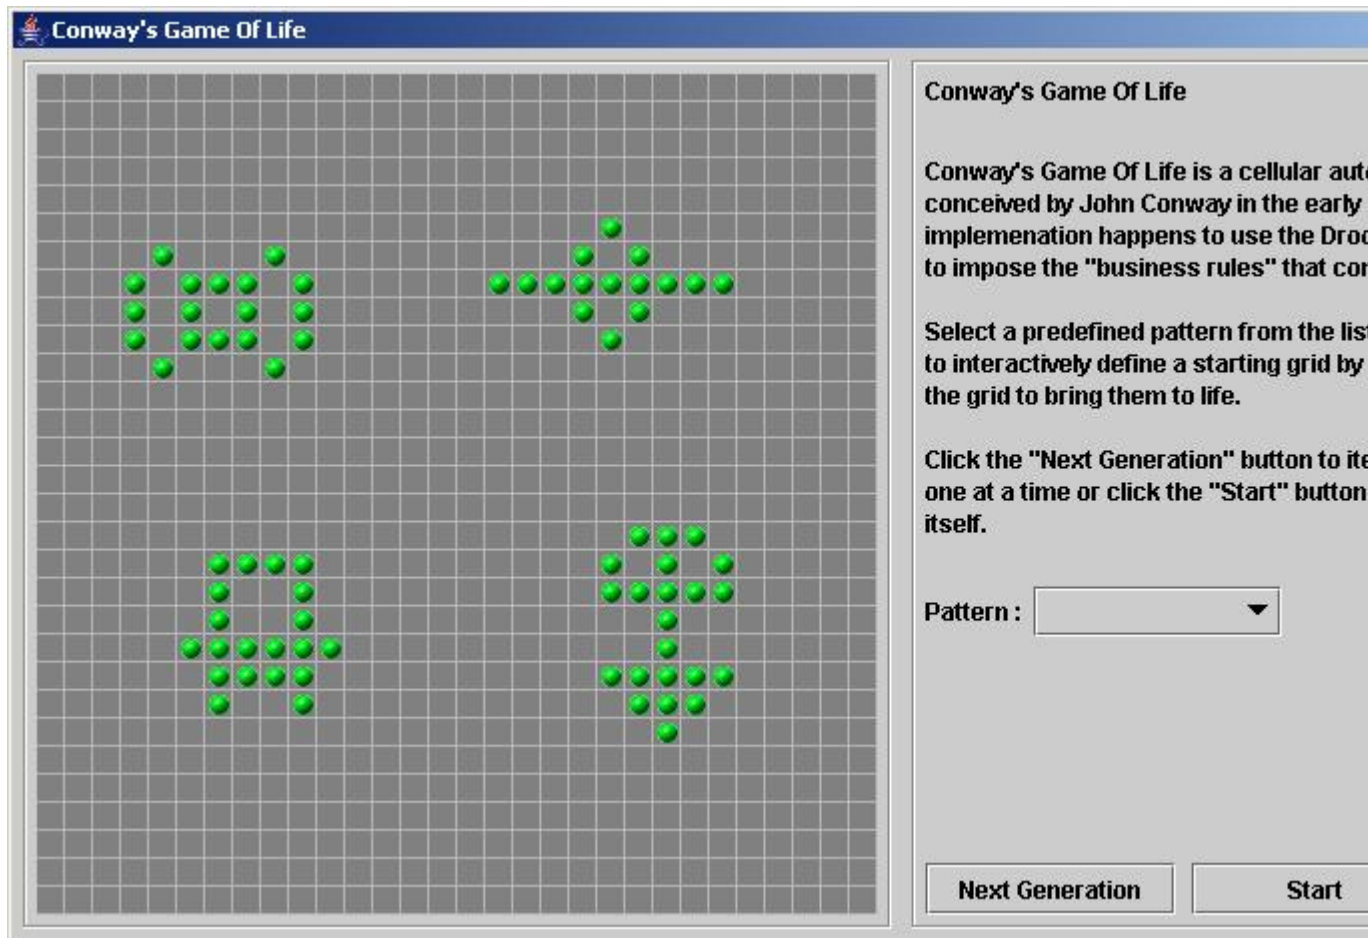 Conway's Game Of Life
Conway's Game Of Life
Conway's Game Of Life is a cellular
conceived by John Conway in the early
implemenation happens to use the
to impose the "business rules" that
Select a predefined pattern from the
to interactively define a starting grid by
the grid to bring them to life.
Click the "Next Generation" button to
one at a time or click the "Start" button
itself.
Pattern :
Next Generation
Start